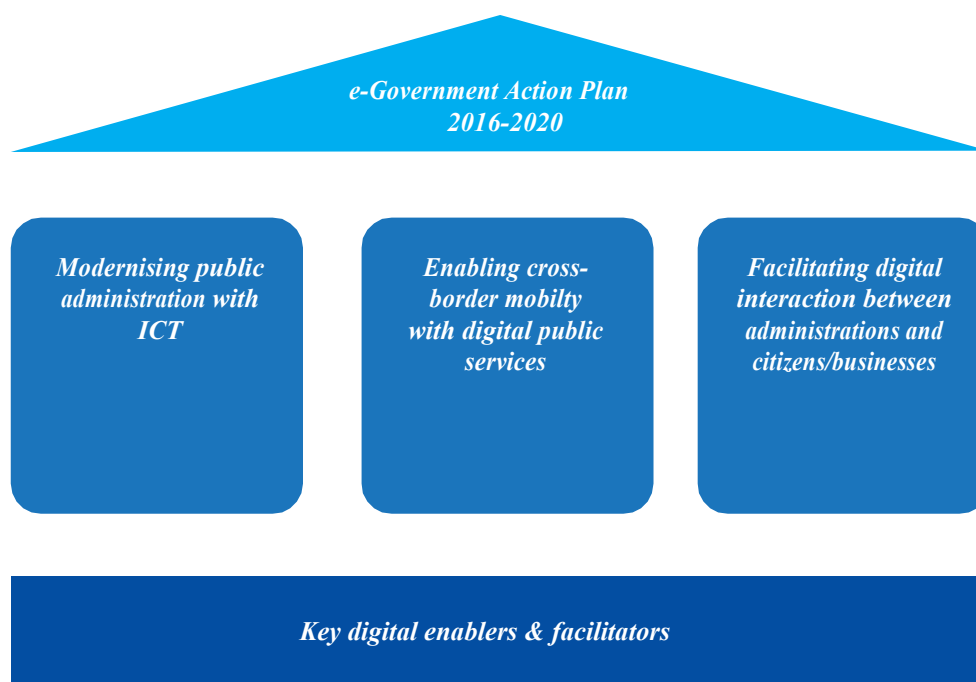 e-Government Action Plan
2016-2020
Modernising public
administration with
ICT
Enabling cross-
border mobilty
with digital public
services
Facilitating digital
interaction between
administrations and
citizens/businesses
Key digital enablers & facilitators